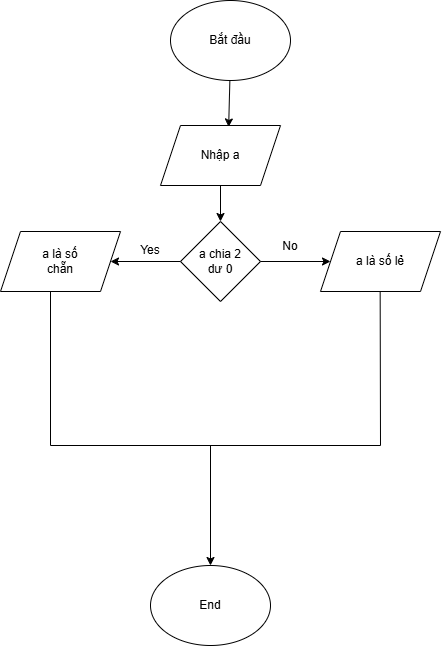 Bắt đầu
Nhập a
Yes
No
a là số
chẵn
a chia 2
dư 0
a là số lẻ
End